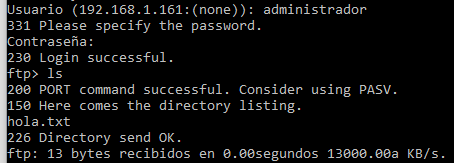 Usuario (192.168.1.161:(none)): administrador
331 Please specify the password.
Contraseña:
230 Login successful.
ftp> ls
200 PORT command successful. Consider using PASV.
150 Here comes the directory listing.
hola.txt
226 Directory send OK.
ftp: 13 bytes recibidos en 0.00segundos 13000.00a KB/s.